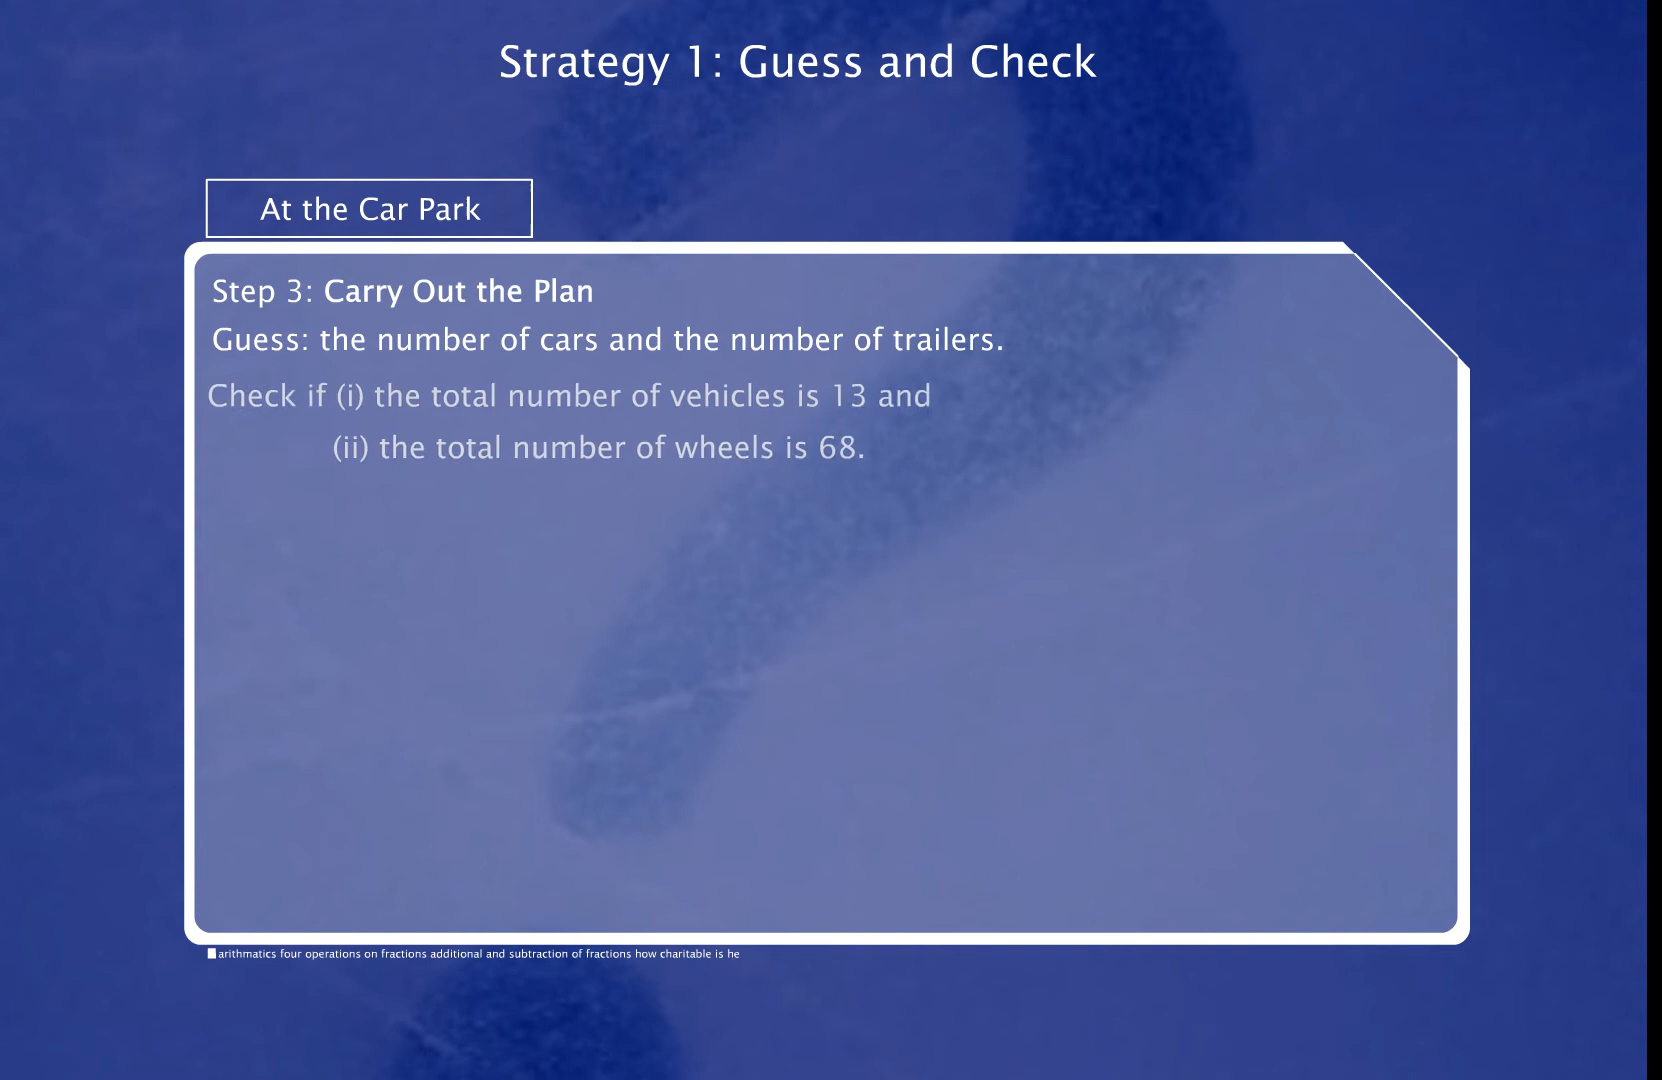 Strategy 1: Guess and Check
At the Car Park
Step 3: Carry Out the Plan
Guess: the number of cars and the number of trailers.
Check if (i) the total number of vehicles is 13 and
(ii) the total number of wheels is 68.
arithmatics four operations on fractions additional and subtraction of fractions how charitable is he